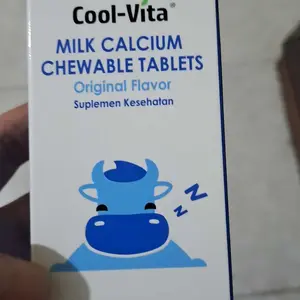 Cool-Vita®
MILK CALCIUM
CHEWABLE TABLETS
Original Flavor
Suplemen Kesehatan
Z Z Z